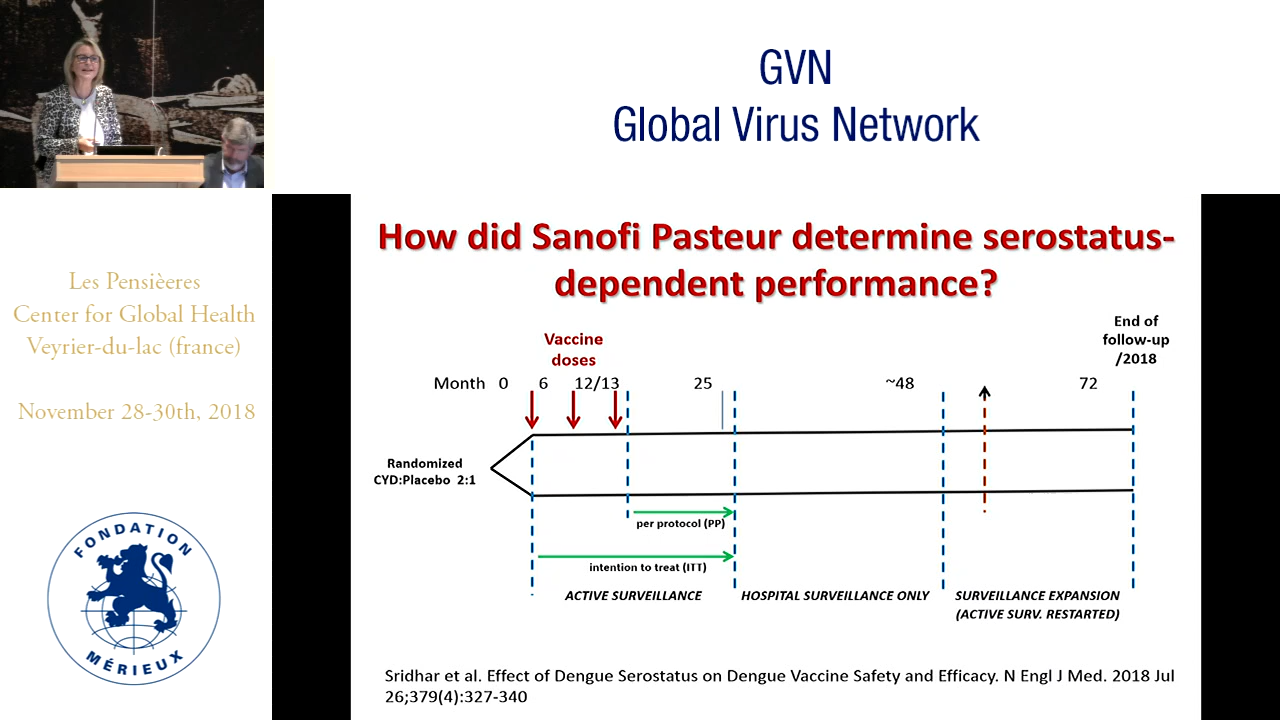 GVN
Global Virus Network
Les Pensièeres
Center for Global Health
Veyrier-du-lac (france)
November 28-30th, 2018
FONDATION
MÉRIEUX
How did Sanofi Pasteur determine serostatus-
dependent performance?
End of
follow-up
/2018
Vaccine
doses
Month 0 6 12/13 25 ~48 72
Randomized
CYD:Placebo 2:1
per protocol (PP)
intention to treat (ITT)
ACTIVE SURVEILLANCE HOSPITAL SURVEILLANCE ONLY SURVEILLANCE EXPANSION
(ACTIVE SURV. RESTARTED)
Sridhar et al. Effect of Dengue Serostatus on Dengue Vaccine Safety and Efficacy. N Engl J Med. 2018 Jul
26;379(4):327-340